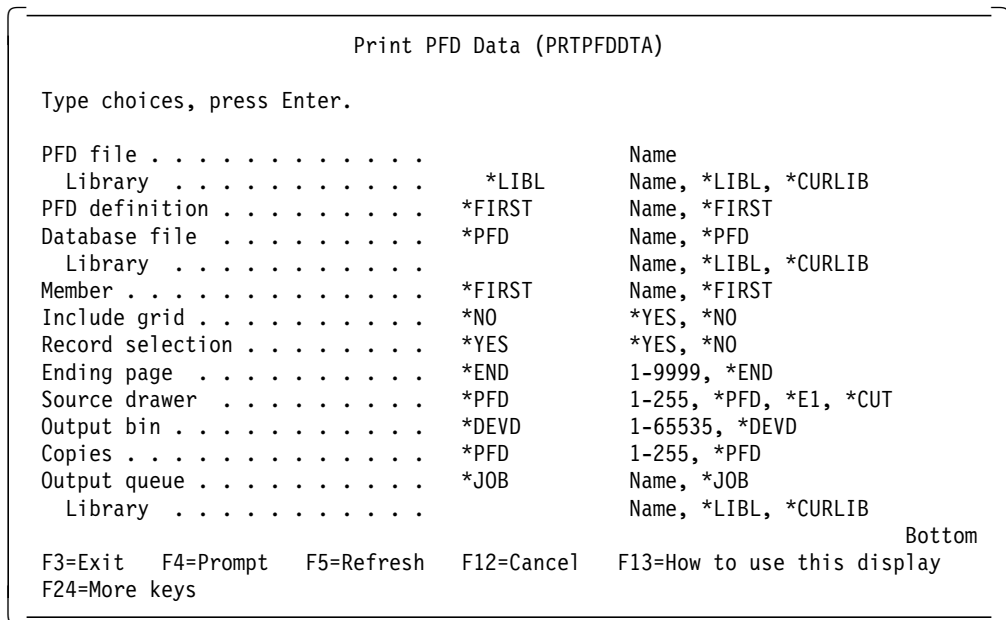 Print PFD Data (PRTPFDDTA)
Type choices, press Enter.
PFD file . . . . . . . . . . . . Name
Library . . . . . . . . . . . *LIBL Name, *LIBL, *CURLIB
PFD definition . . . . . . . . . *FIRST Name, *FIRST
Database file . . . . . . . . . *PFD Name, *PFD
Library . . . . . . . . . . . Name, *LIBL, *CURLIB
Member . . . . . . . . . . . . . *FIRST Name, *FIRST
Include grid . . . . . . . . . . *NO *YES, *NO
Record selection . . . . . . . . *YES *YES, *NO
Ending page . . . . . . . . . . *END 1-9999, *END
Source drawer . . . . . . . . . *PFD 1-255, *PFD, *E1, *CUT
Output bin . . . . . . . . . . . *DEVD 1-65535, *DEVD
Copies . . . . . . . . . . . . . *PFD 1-255, *PFD
Output queue . . . . . . . . . . *JOB Name, *JOB
Library . . . . . . . . . . . Name, *LIBL, *CURLIB
Bottom
F3=Exit F4=Prompt F5=Refresh F12=Cancel F13=How to use this display
F24=More keys